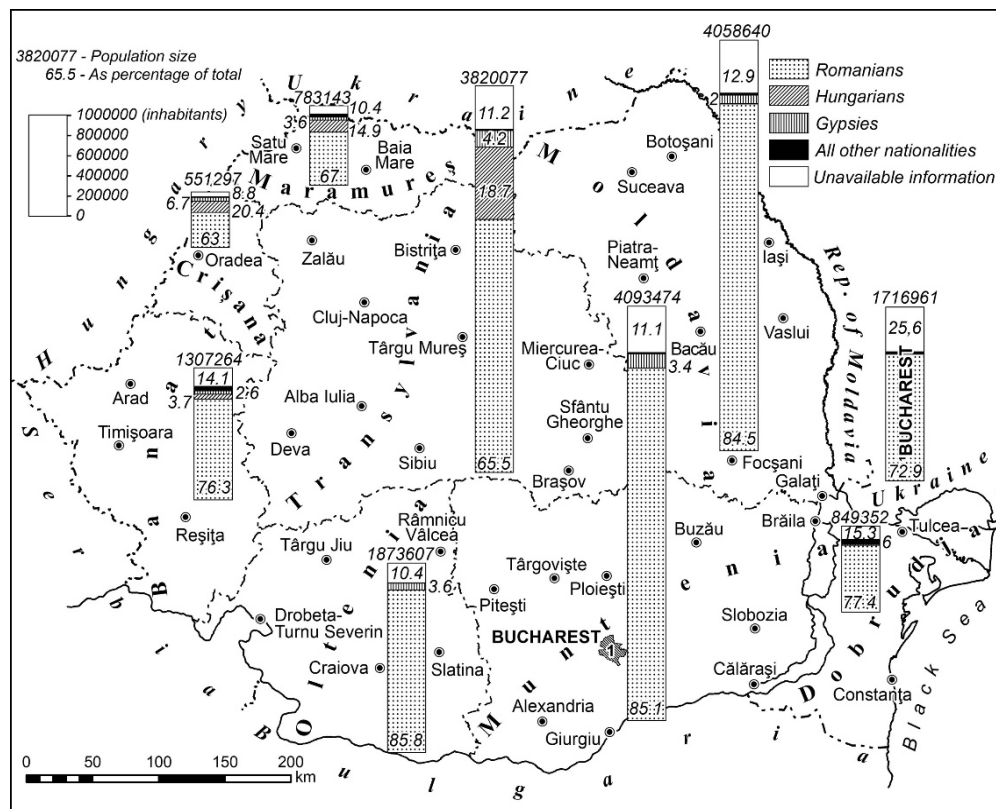 3820077 - Population size
65.5 - As percentage of total
1000000 (inhabitants)
800000
600000
400000
200000
0
Romanians
Hungarians
Gypsies
All other nationalities
Unavailable information
Ukraine
Hungary
Serbia
Bulgaria
Rep. of Moldavia
Ukraine
Black Sea
Maramures
Crişana
Banat
Transylvania
Moldavia
Oltenia
Muntenia
Dobrudja
783143
10.4
3.6
14.9
67
551297
8.8
6.7
20.4
63
1307264
14.1
2.6
3.7
76.3
3820077
11.2
4.2
18.7
65.5
4058640
12.9
2
84.5
4093474
11.1
3.4
85.1
1716961
25,6
BUCHAREST
72.9
849352
15.3
6
77.4
1873607
10.4
3.6
85.8
Satu
Mare
Baia
Mare
Botoşani
Suceava
Oradea
Zalău
Bistriţa
Piatra-
Neamţ
Iaşi
Cluj-Napoca
Târgu Mureş
Vaslui
Miercurea-
Ciuc
Bacău
Arad
Alba Iulia
Timişoara
Deva
Sfântu
Gheorghe
Sibiu
Braşov
Focşani
Galaţi
Reşiţa
Râmnicu
Vâlcea
Târgu Jiu
Buzău
Brăila
Tulcea
Târgovişte
Ploieşti
Piteşti
Drobeta-
Turnu Severin
BUCHAREST
1
Slobozia
Craiova
Slatina
Călăraşi
Constanţa
Alexandria
Giurgiu
0 50 100 150 200
km